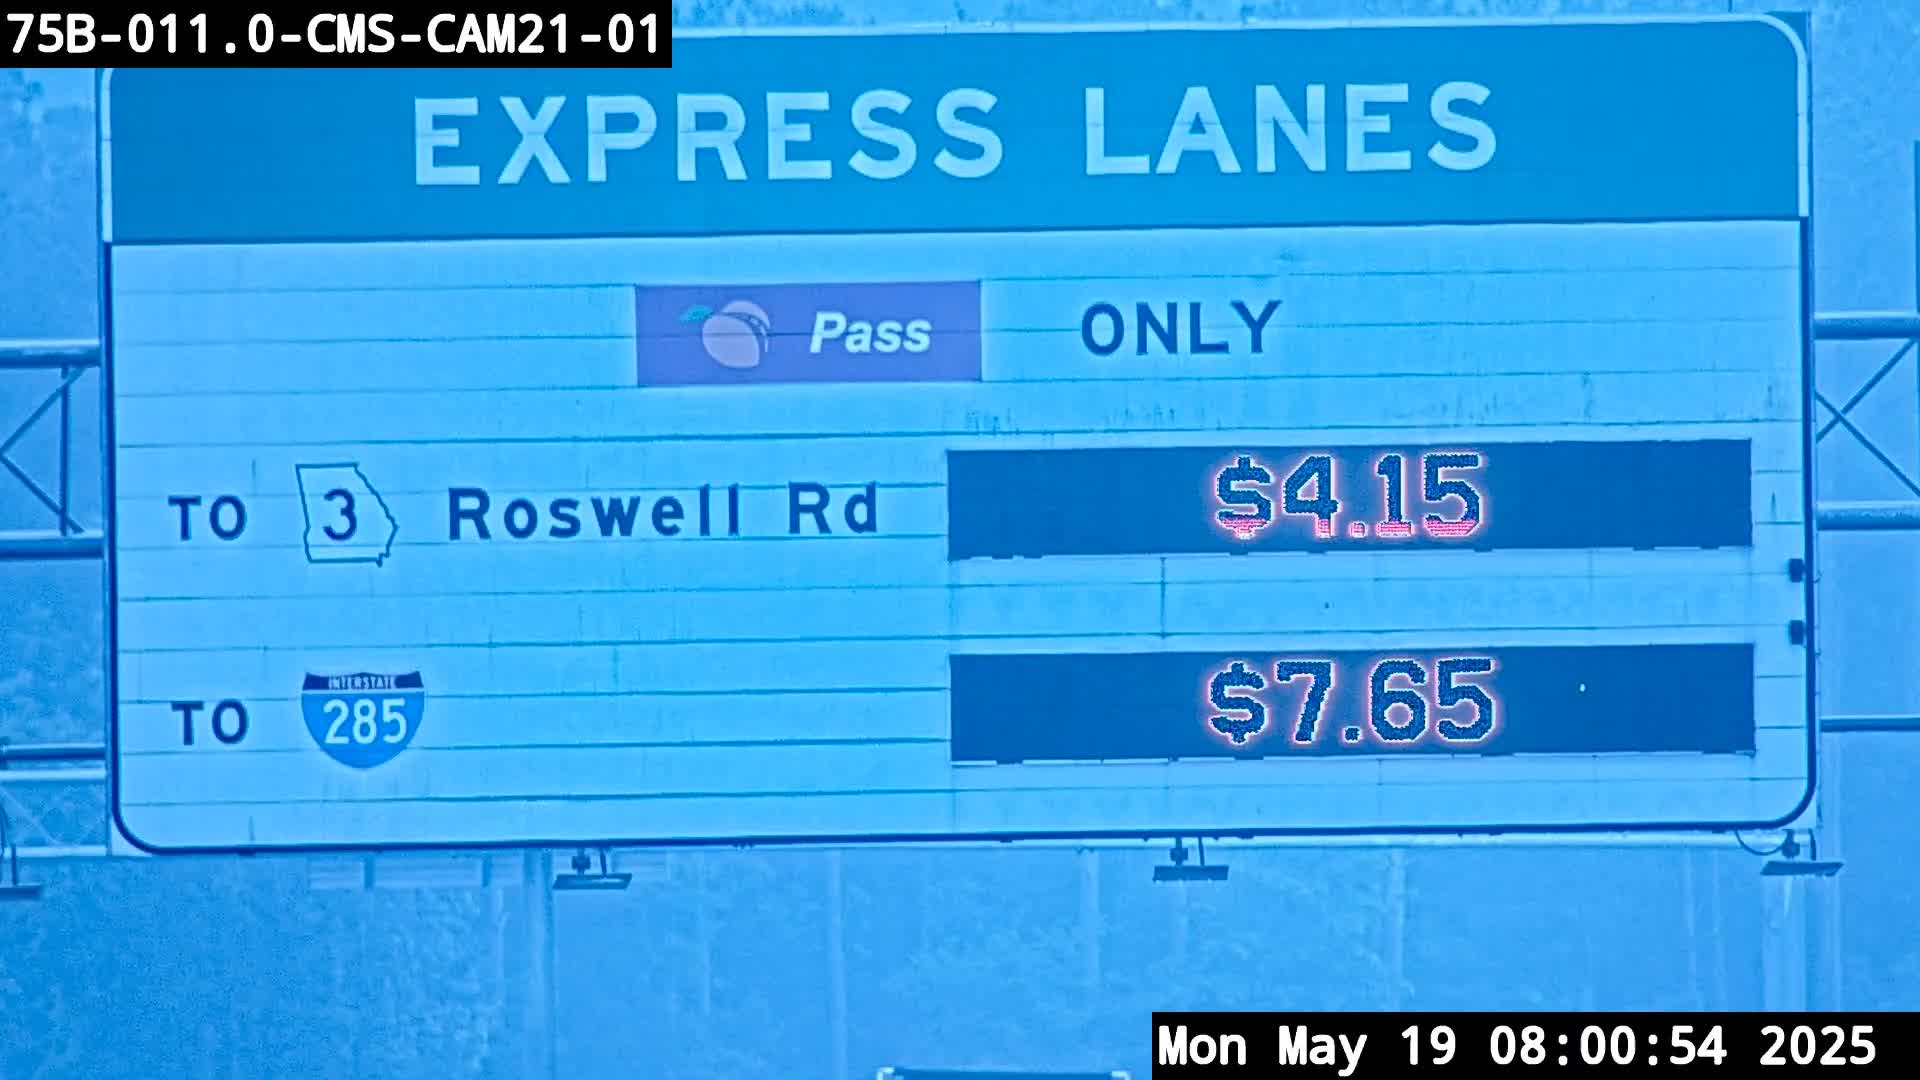 75B-011.0-CMS-CAM21-01
EXPRESS LANES
Pass ONLY
TO 3 Roswell Rd $4.15
INTERSTATE
TO 285 $7.65
Mon May 19 08:00:54 2025